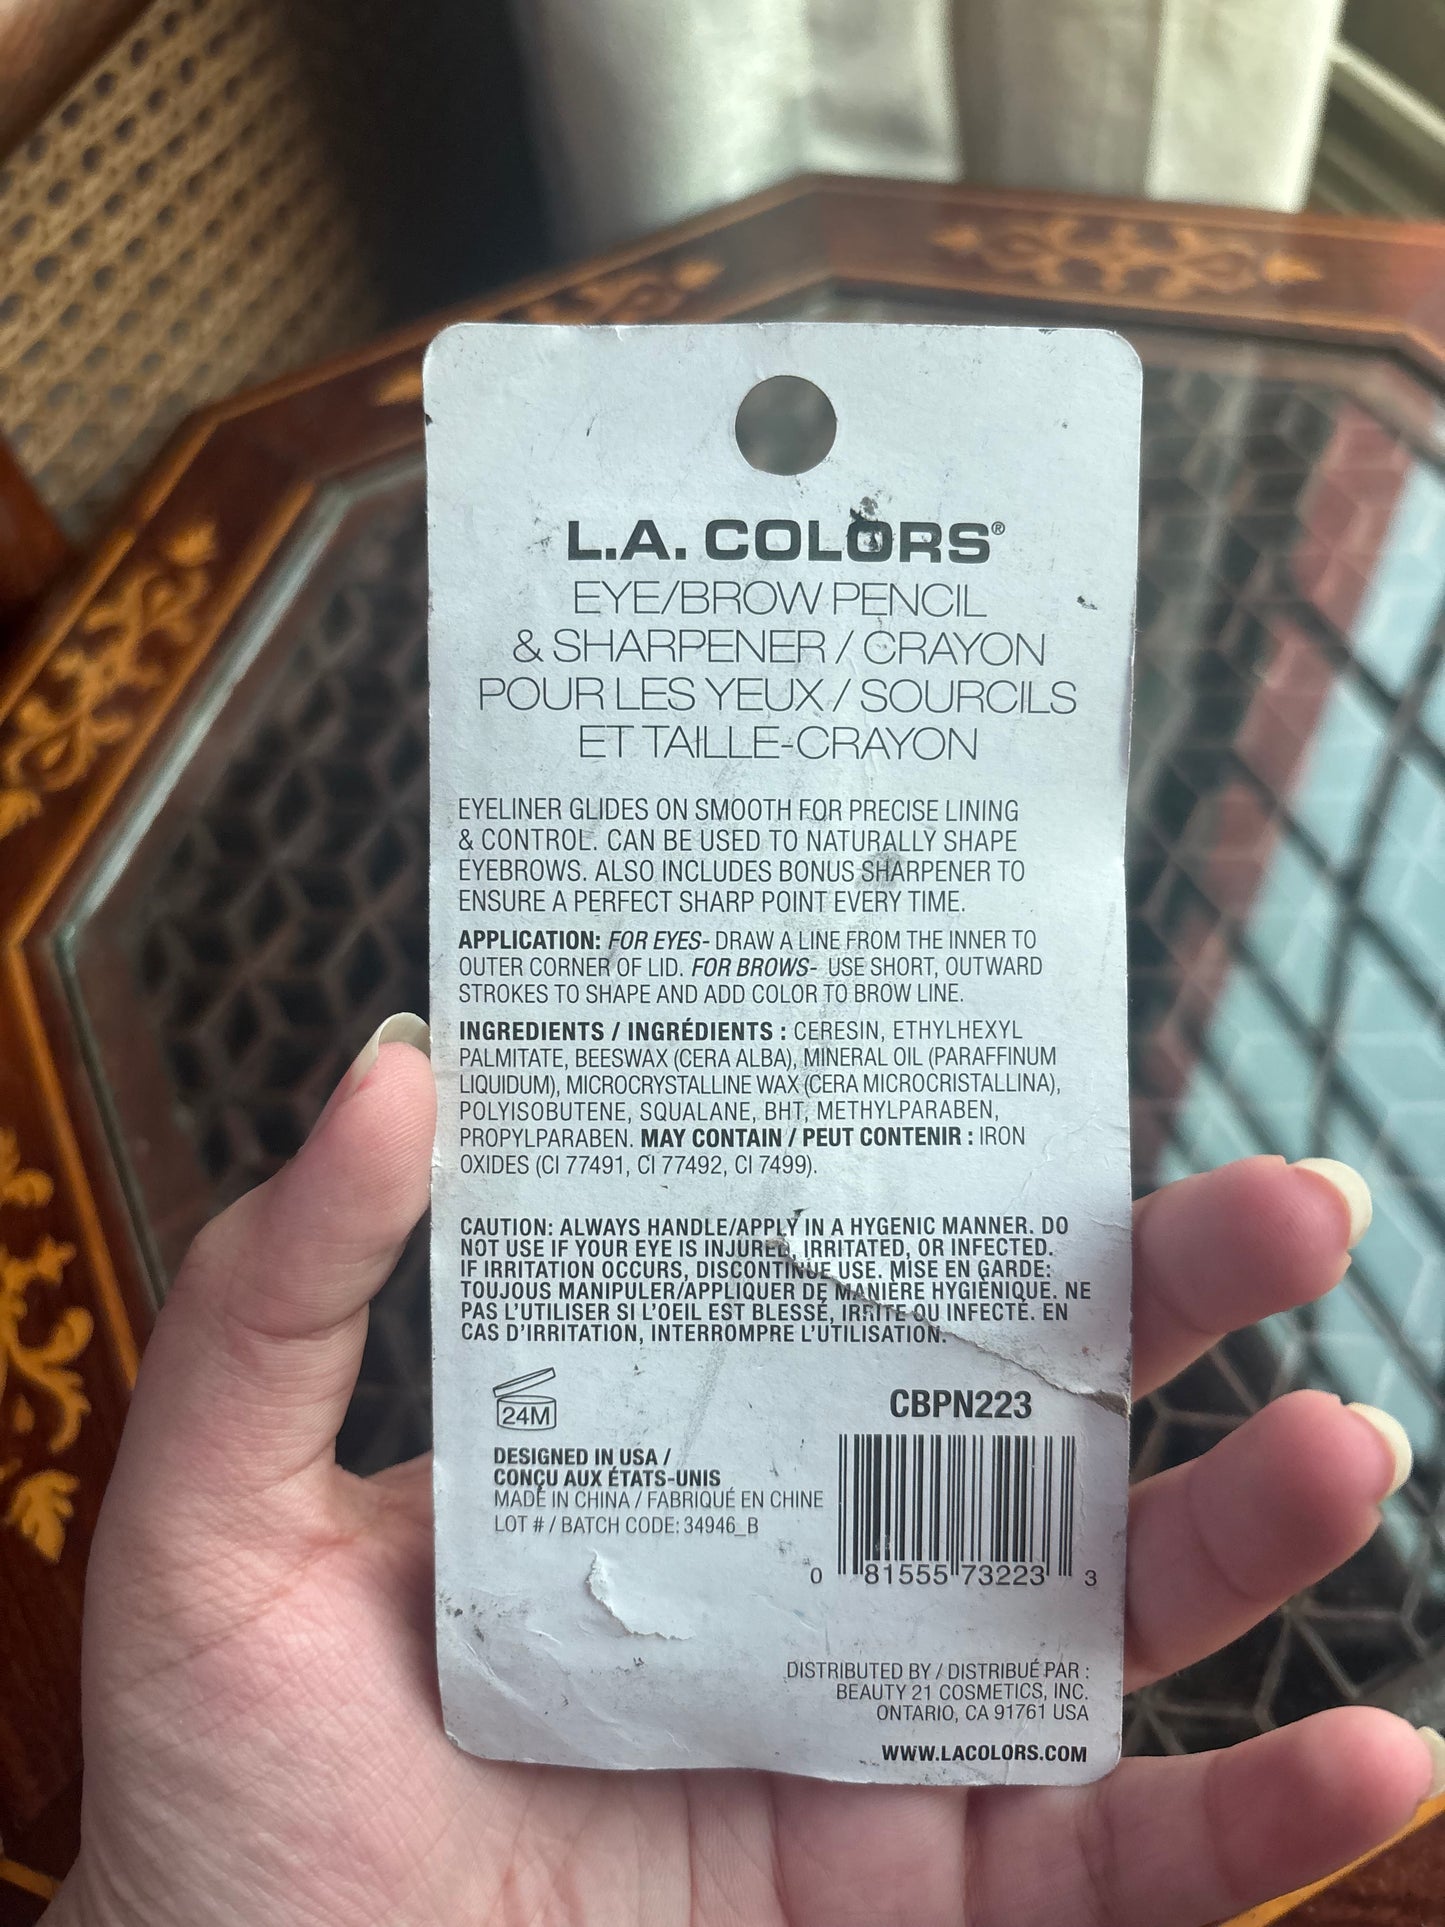 L.A. COLORS®
EYE/BROW PENCIL
& SHARPENER / CRAYON
POUR LES YEUX / SOURCILS
ET TAILLE-CRAYON
EYELINER GLIDES ON SMOOTH FOR PRECISE LINING
& CONTROL. CAN BE USED TO NATURALLY SHAPE
EYEBROWS. ALSO INCLUDES BONUS SHARPENER TO
ENSURE A PERFECT SHARP POINT EVERY TIME.
APPLICATION: FOR EYES- DRAW A LINE FROM THE INNER TO
OUTER CORNER OF LID. FOR BROWS- USE SHORT, OUTWARD
STROKES TO SHAPE AND ADD COLOR TO BROW LINE.
INGREDIENTS / INGRÉDIENTS : CERESIN, ETHYLHEXYL
PALMITATE, BEESWAX (CERA ALBA), MINERAL OIL (PARAFFINUM
LIQUIDUM), MICROCRYSTALLINE WAX (CERA MICROCRISTALLINA),
POLYISOBUTENE, SQUALANE, BHT, METHYLPARABEN,
PROPYLPARABEN. MAY CONTAIN / PEUT CONTENIR : IRON
OXIDES (CI 77491, CI 77492, CI 7499).
CAUTION: ALWAYS HANDLE/APPLY IN A HYGENIC MANNER. DO
NOT USE IF YOUR EYE IS INJURED, IRRITATED, OR INFECTED.
IF IRRITATION OCCURS, DISCONTINUE USE. MISE EN GARDE:
TOUJOUS MANIPULER/APPLIQUER DE MANIÈRE HYGIÉNIQUE. NE
PAS L'UTILISER SI L'OEIL EST BLESSÉ, IRRITÉ OU INFECTÉ. EN
CAS D'IRRITATION, INTERROMPRE L'UTILISATION.
24M
CBPN223
DESIGNED IN USA /
CONÇU AUX ÉTATS-UNIS
MADE IN CHINA / FABRIQUÉ EN CHINE
LOT # / BATCH CODE: 34946_B
0 81555 73223 3
DISTRIBUTED BY / DISTRIBUÉ PAR :
BEAUTY 21 COSMETICS, INC.
ONTARIO, CA 91761 USA
WWW.LACOLORS.COM